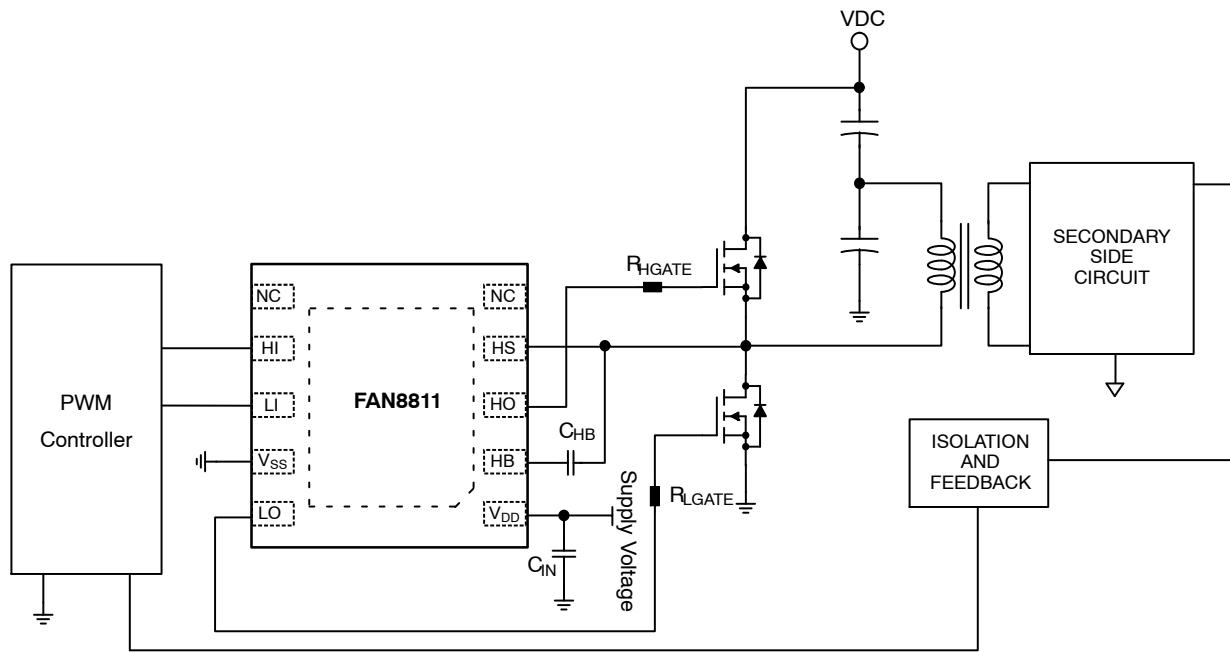 VDC
SECONDARY
SIDE
CIRCUIT
RHGATE
NC
NC
HI
HS
PWM
Controller
LI
FAN8811
HO
CHB
VSS
HB
ISOLATION
AND
FEEDBACK
RLGATE
LO
VDD
CIN
Supply Voltage